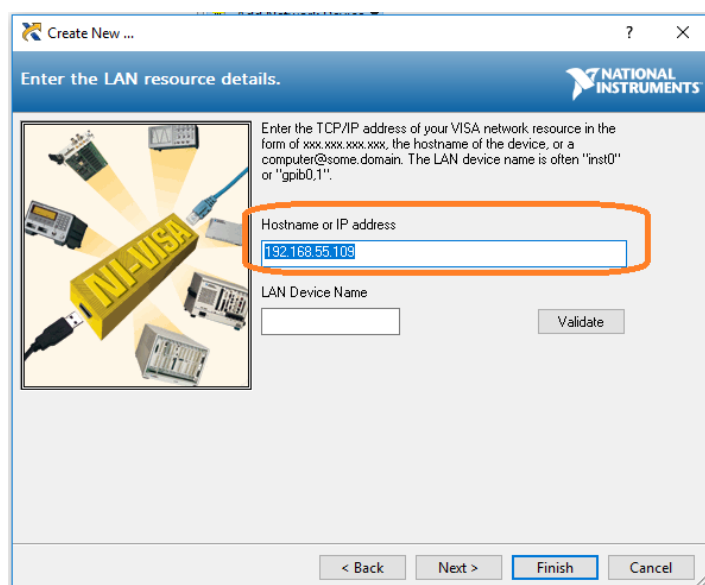 Create New ...
?
Enter the LAN resource details.
NATIONAL
INSTRUMENTS
Enter the TCP/IP address of your VISA network resource in the
form of xxx.xxx.xxx.xxx, the hostname of the device, or a
computer@some.domain. The LAN device name is often "inst0"
or "gpib0,1".
NI-VISA
Hostname or IP address
192.168.55.109
LAN Device Name
Validate
< Back
Next >
Finish
Cancel